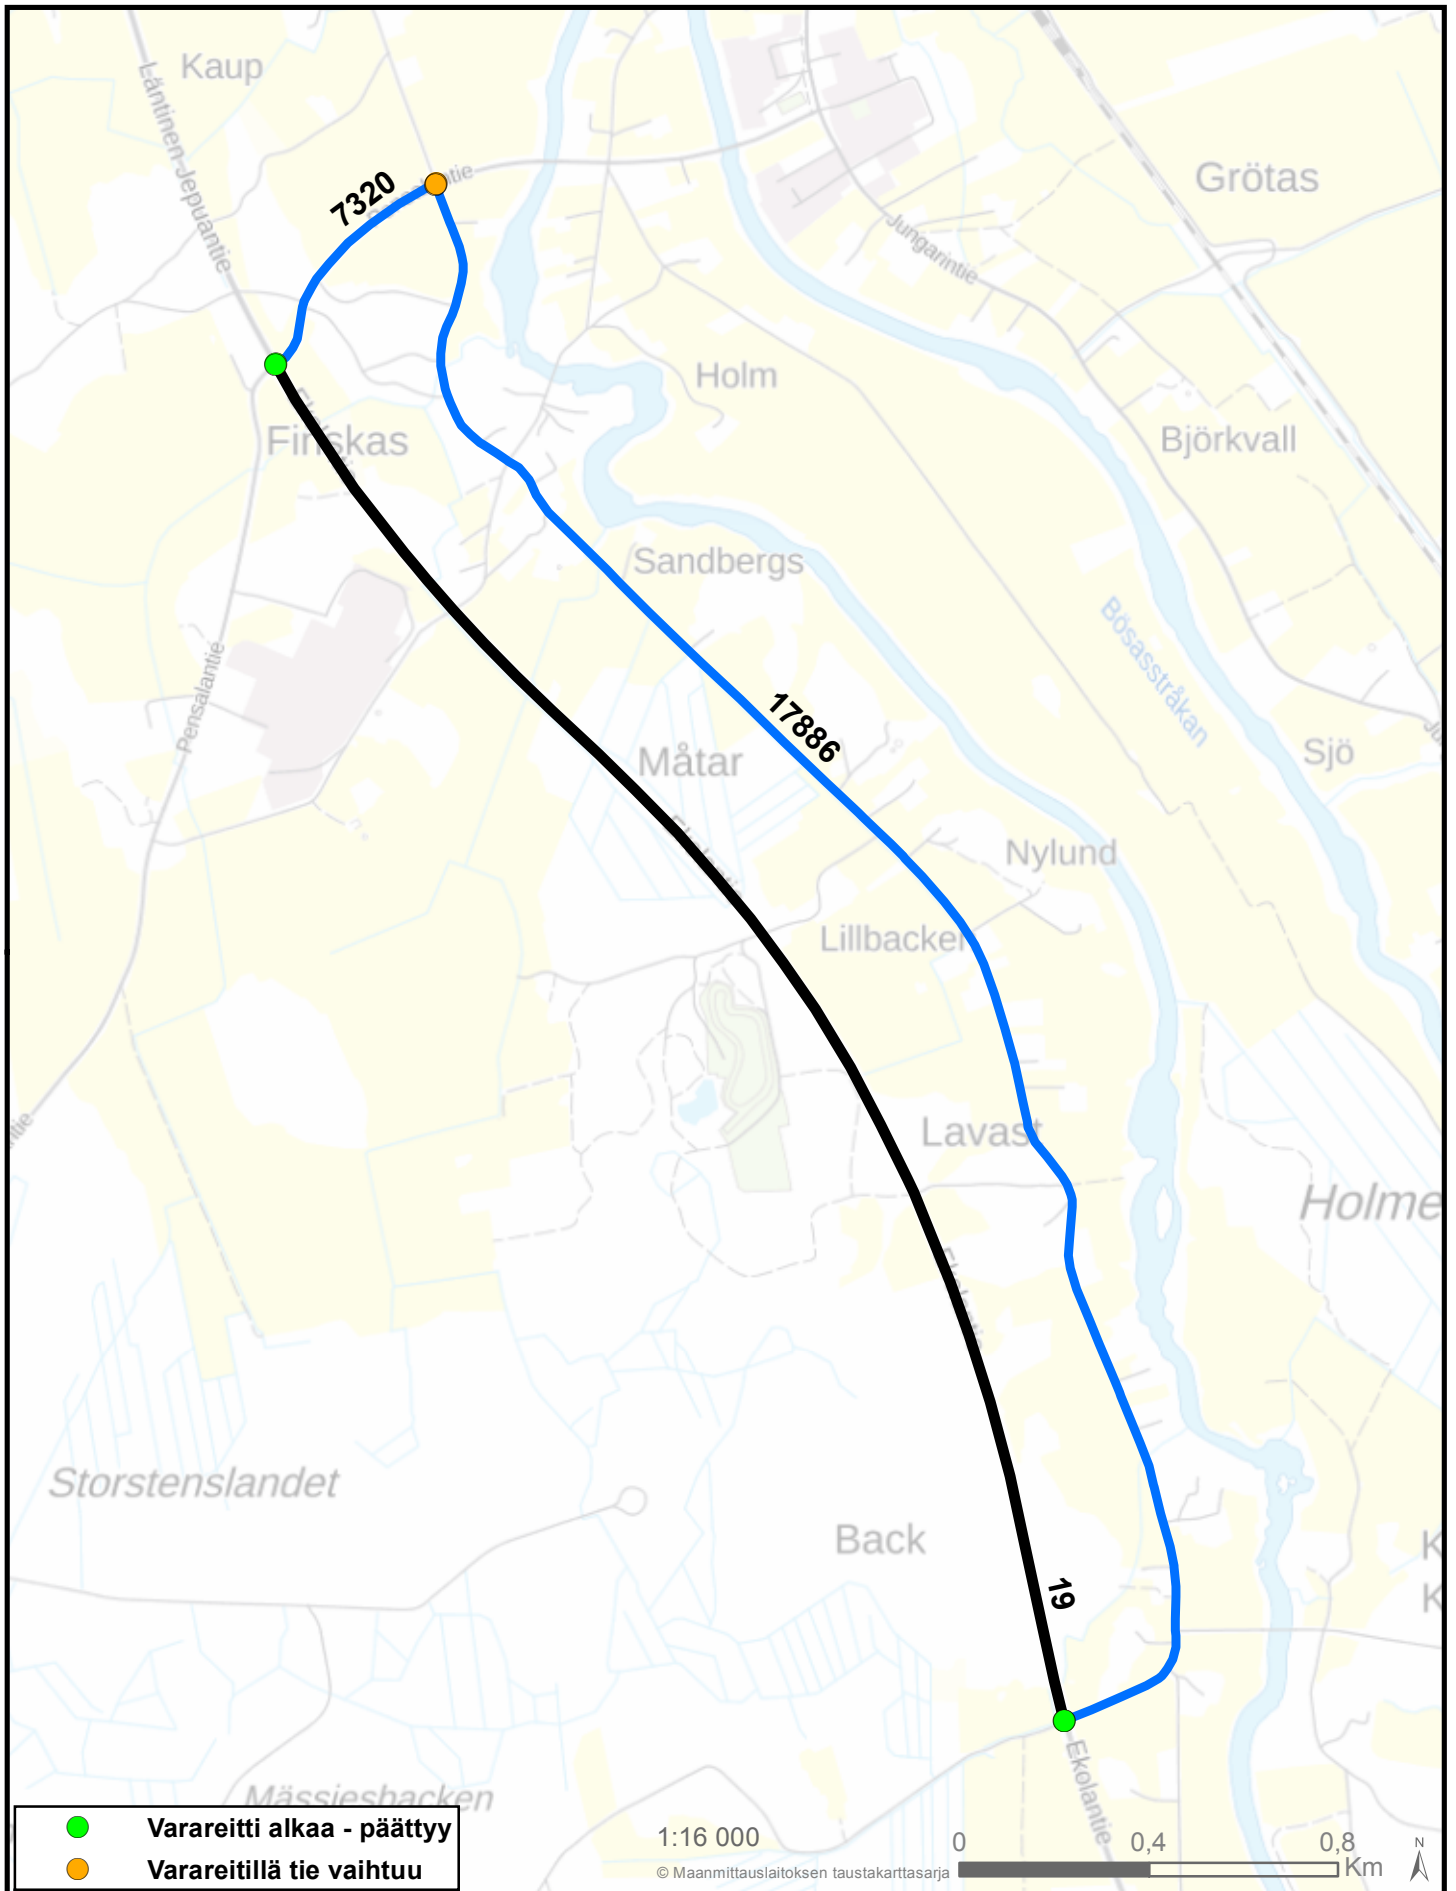 Kaup
Läntinen Jepuantie
7320
Grötas
Jungarintie
Holm
Finskas
Björkvall
Sandbergs
Bösasstråkan
Pensalantie
17886
Måtar
Sjö
Nylund
Lillbacker
Lavast
Holme
Storstenslandet
Back
19
Ekolantie
Mässiesbacken
Varareitti alkaa - päättyy
Varareitillä tie vaihtuu
1:16 000
© Maanmittauslaitoksen taustakarttasarja
0 0,4 0,8
Km
N